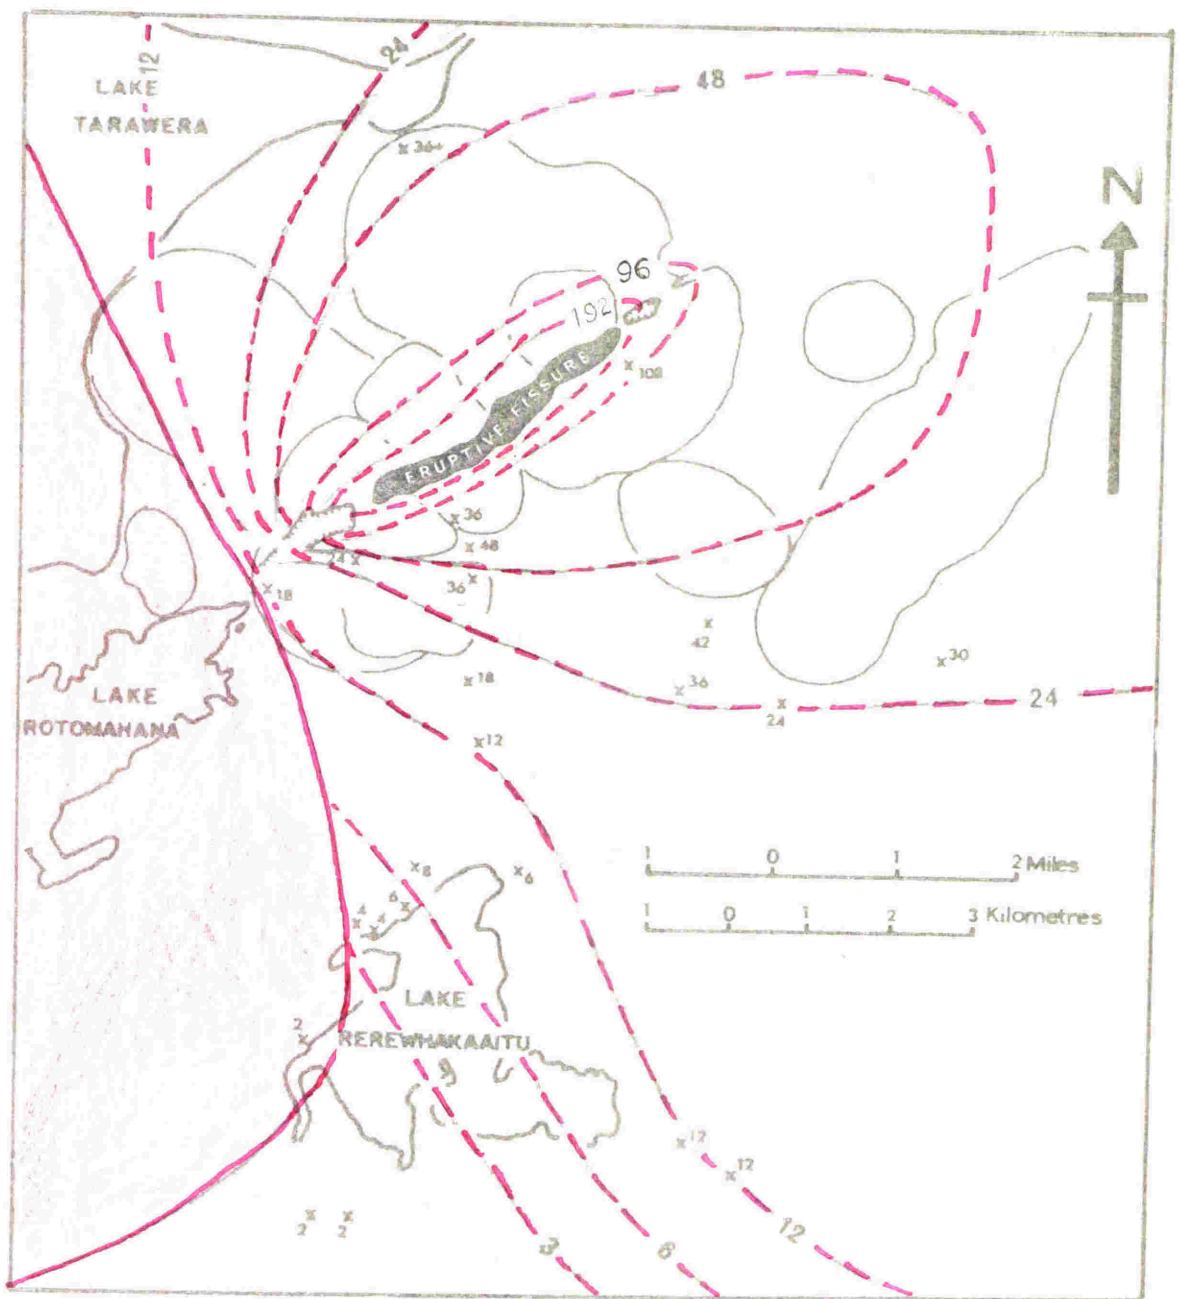 24
12
48
LAKE
TARAWERA
x 36+
N
96
192
x 108
ERUPTIVE FISSURE
x 36
x 48
24 x
36 x
x 18
x
42
x 30
x 36
x 18
24
x
24
LAKE
ROTOMAHANA
x 12
1 0 1 2 Miles
x 8
x 6
6 x
4
x
4
x
1 0 1 2 3 Kilometres
LAKE
2
x
REREWHAKAAITU
x 12
x 12
x
2
x
2
3
6
12